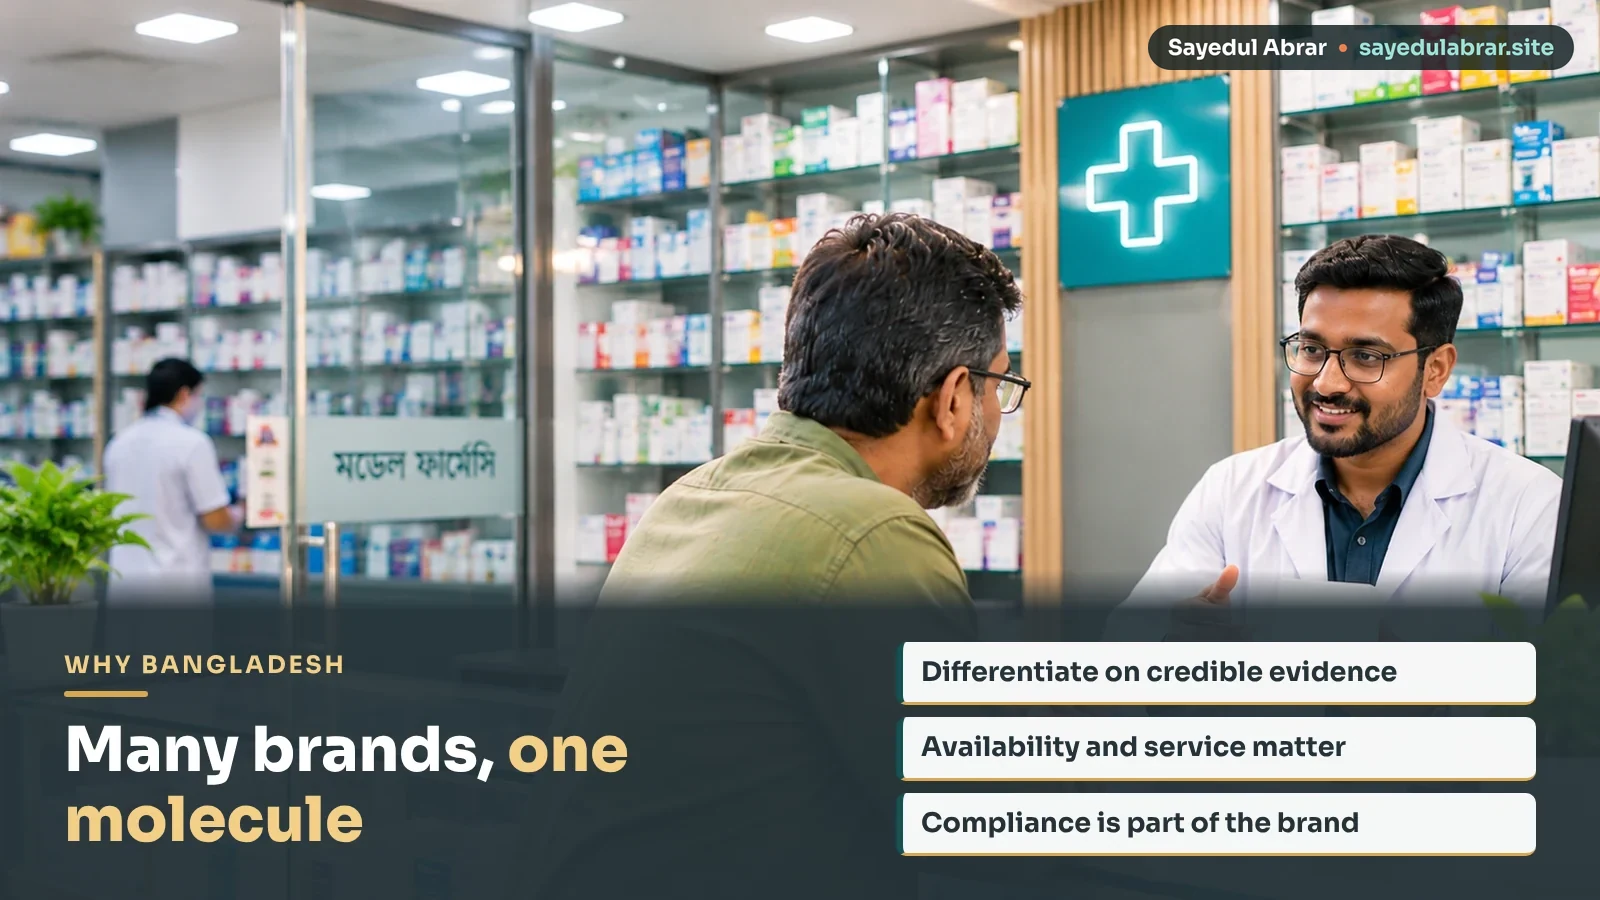 Sayedul Abrar • sayedulabrar.site
মডেল ফার্মেসি
WHY BANGLADESH
Many brands, one
molecule
Differentiate on credible evidence
Availability and service matter
Compliance is part of the brand